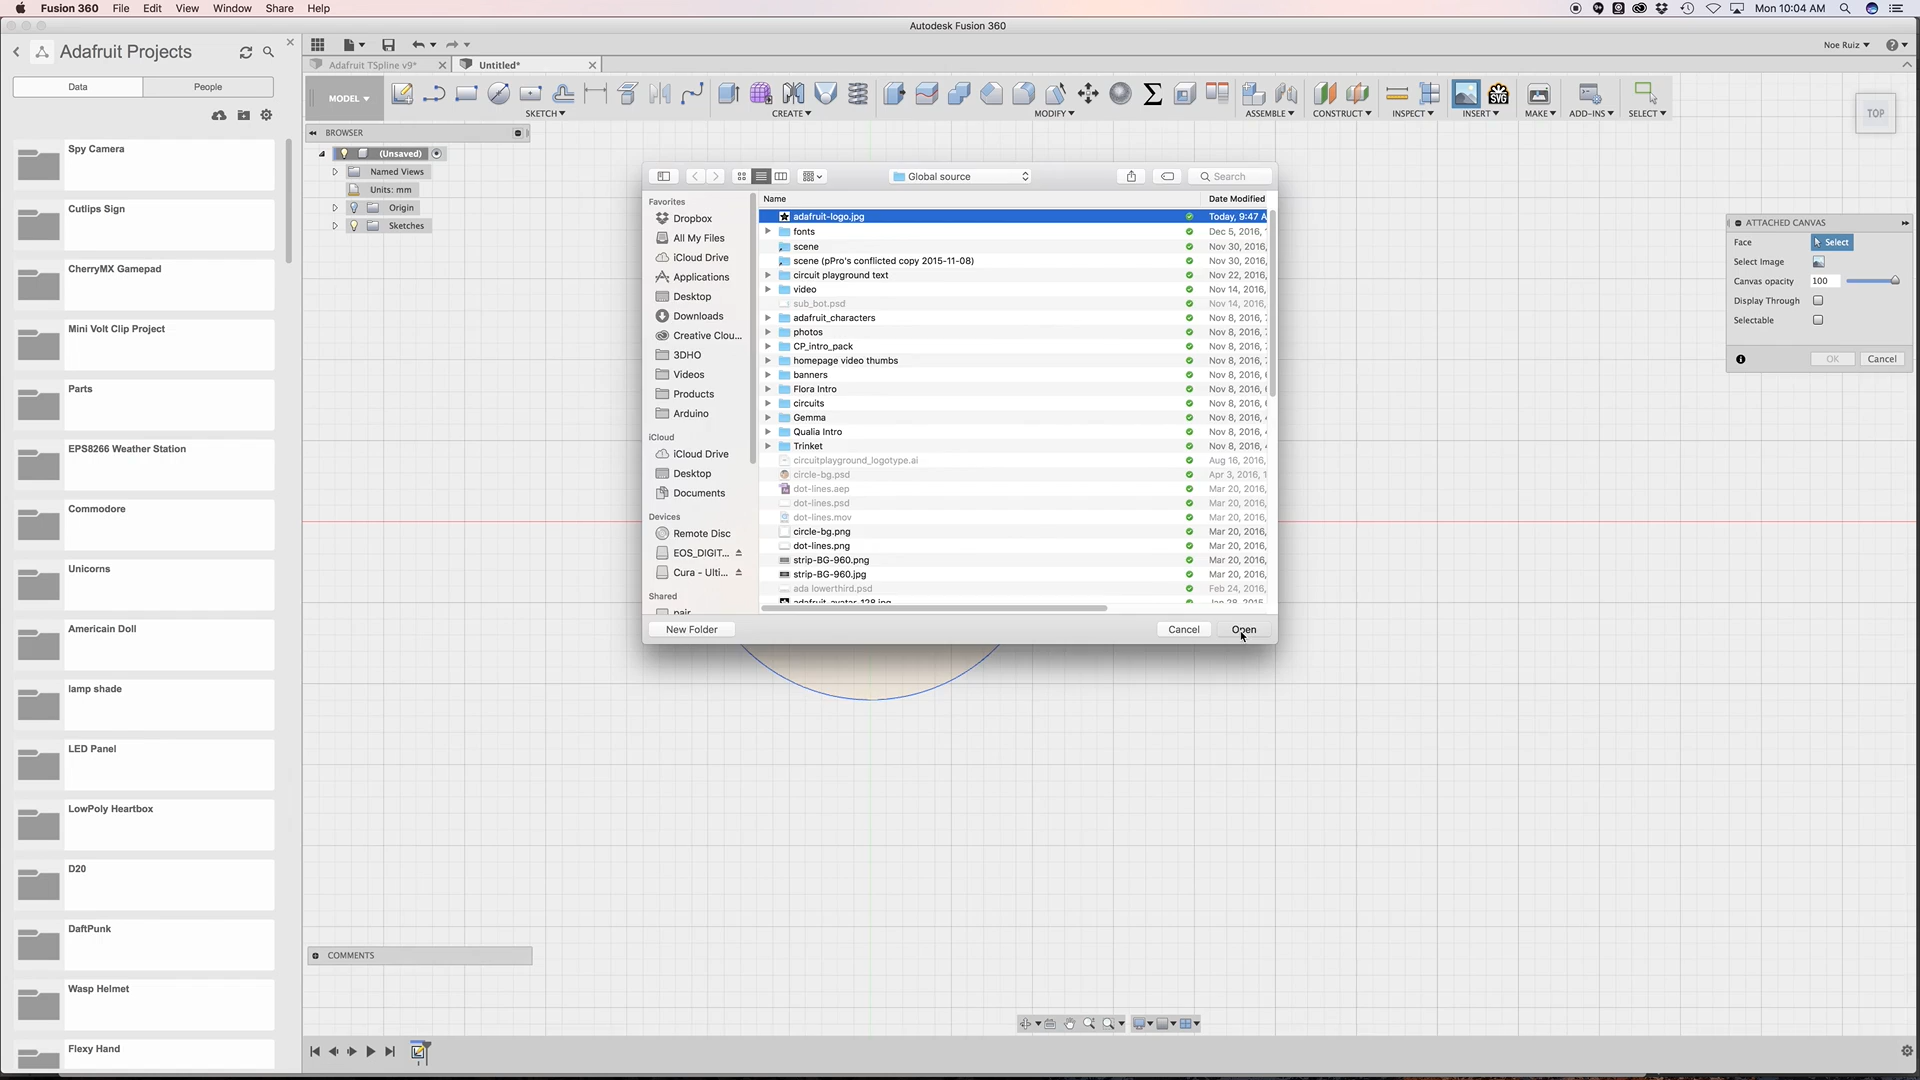 Fusion 360 File Edit View Window Share Help
Mon 10:04 AM
Autodesk Fusion 360
Adafruit Projects
Noe Ruiz
Data People
Adafruit TSpline v9*
Untitled*
MODEL
SKETCH CREATE MODIFY ASSEMBLE CONSTRUCT INSPECT INSERT MAKE ADD-INS SELECT
SVG
TOP
BROWSER
(Unsaved)
Named Views
Units: mm
Origin
Sketches
Spy Camera
Cutlips Sign
CherryMX Gamepad
Mini Volt Clip Project
Parts
EPS8266 Weather Station
Commodore
Unicorns
Americain Doll
lamp shade
LED Panel
LowPoly Heartbox
D20
DaftPunk
Wasp Helmet
Flexy Hand
Global source
Search
Favorites
Dropbox
All My Files
iCloud Drive
Applications
Desktop
Downloads
Creative Clou...
3DHO
Videos
Products
Arduino
iCloud
iCloud Drive
Desktop
Documents
Devices
Remote Disc
EOS_DIGIT...
Cura - Ulti...
Shared
Name Date Modified
adafruit-logo.jpg Today, 9:47 A
fonts Dec 5, 2016,
scene Nov 30, 2016,
scene (pPro's conflicted copy 2015-11-08) Nov 30, 2016,
circuit playground text Nov 22, 2016,
video Nov 14, 2016,
sub_bot.psd Nov 14, 2016,
adafruit_characters Nov 8, 2016,
photos Nov 8, 2016,
CP_intro_pack Nov 8, 2016,
homepage video thumbs Nov 8, 2016,
banners Nov 8, 2016,
Flora Intro Nov 8, 2016,
circuits Nov 8, 2016,
Gemma Nov 8, 2016,
Qualia Intro Nov 8, 2016,
Trinket Nov 8, 2016,
circuitplayground_logotype.ai Aug 16, 2016,
circle-bg.psd Apr 3, 2016,
dot-lines.aep Mar 20, 2016,
dot-lines.psd Mar 20, 2016,
dot-lines.mov Mar 20, 2016,
circle-bg.png Mar 20, 2016,
dot-lines.png Mar 20, 2016,
strip-BG-960.png Mar 20, 2016,
strip-BG-960.jpg Mar 20, 2016,
ada lowerthird.psd Feb 24, 2016,
New Folder Cancel Open
ATTACHED CANVAS
Face Select
Select Image
Canvas opacity 100
Display Through
Selectable
OK Cancel
COMMENTS